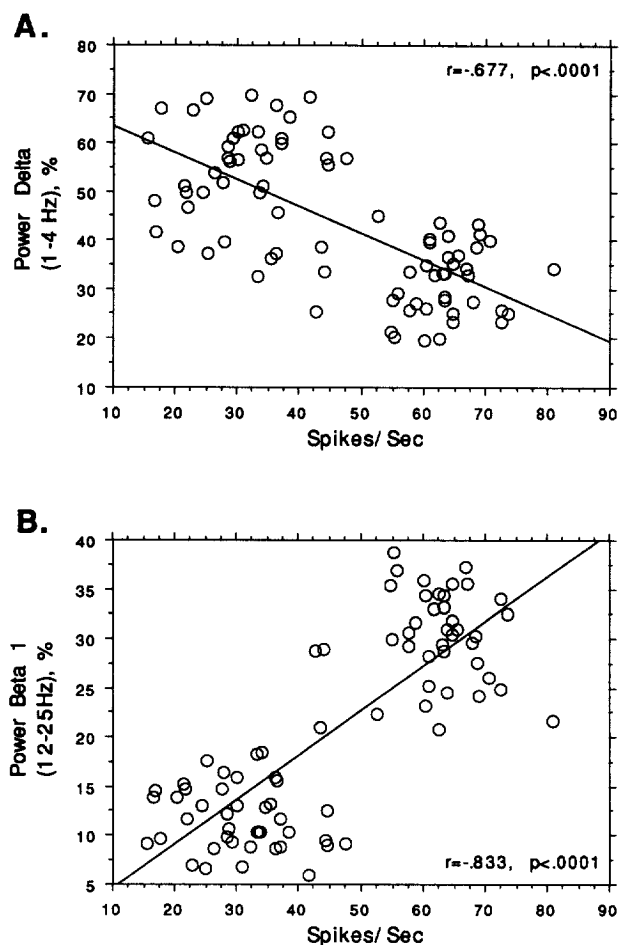 A.
80
70
60
50
40
30
20
10
Power Delta
(1-4 Hz), %
r=-.677, p<.0001
10 20 30 40 50 60 70 80 90
Spikes/ Sec
B.
40
35
30
25
20
15
10
5
Power Beta 1
(12-25Hz), %
r=-.833, p<.0001
10 20 30 40 50 60 70 80 90
Spikes/ Sec